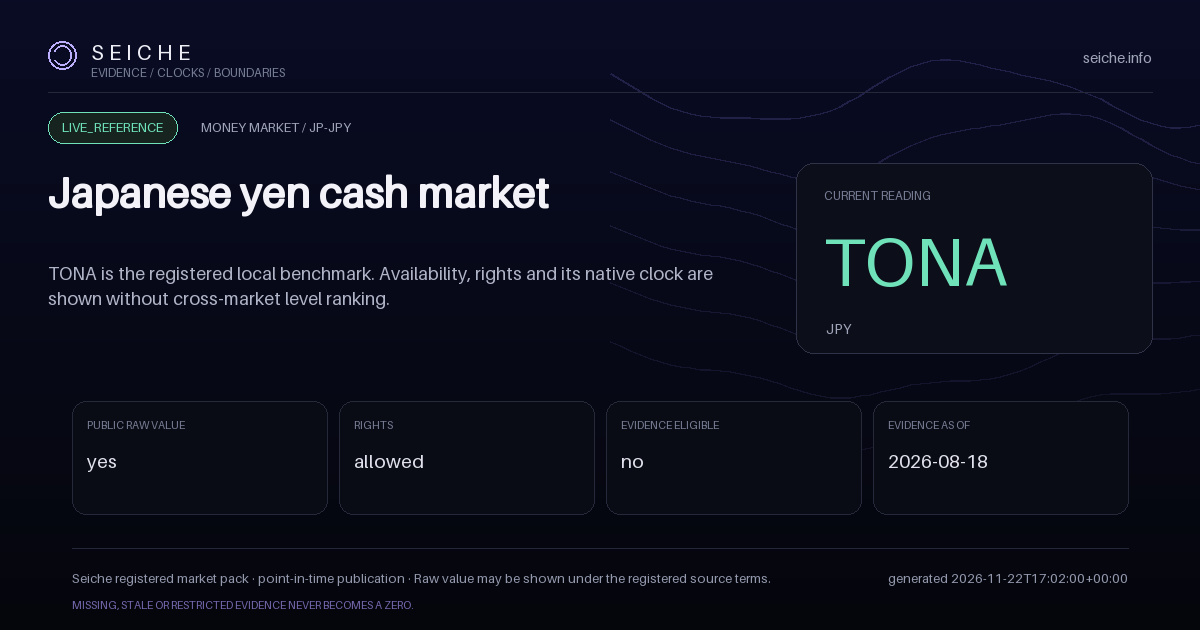 SEICHE
EVIDENCE / CLOCKS / BOUNDARIES
seiche.info
LIVE_REFERENCE
MONEY MARKET / JP-JPY
Japanese yen cash market
TONA is the registered local benchmark. Availability, rights and its native clock are
shown without cross-market level ranking.
CURRENT READING
TONA
JPY
PUBLIC RAW VALUE
yes
RIGHTS
allowed
EVIDENCE ELIGIBLE
no
EVIDENCE AS OF
2026-08-18
Seiche registered market pack · point-in-time publication · Raw value may be shown under the registered source terms.
generated 2026-11-22T17:02:00+00:00
MISSING, STALE OR RESTRICTED EVIDENCE NEVER BECOMES A ZERO.